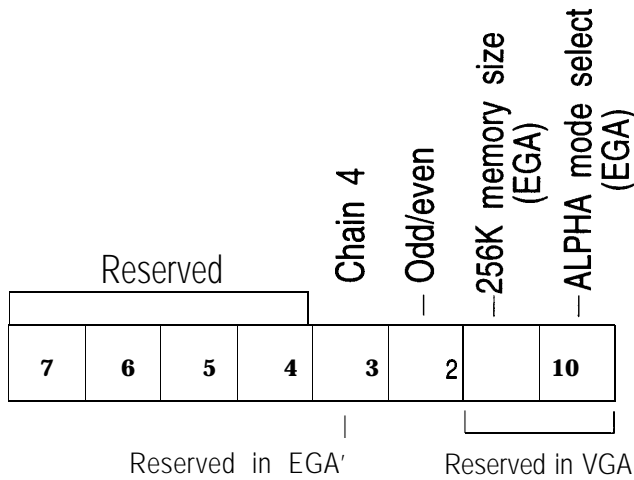 256K memory size
(EGA)
ALPHA mode select
(EGA)
Chain 4
Odd/even
Reserved
7 6 5 4 3 2 10
Reserved in EGA′
Reserved in VGA